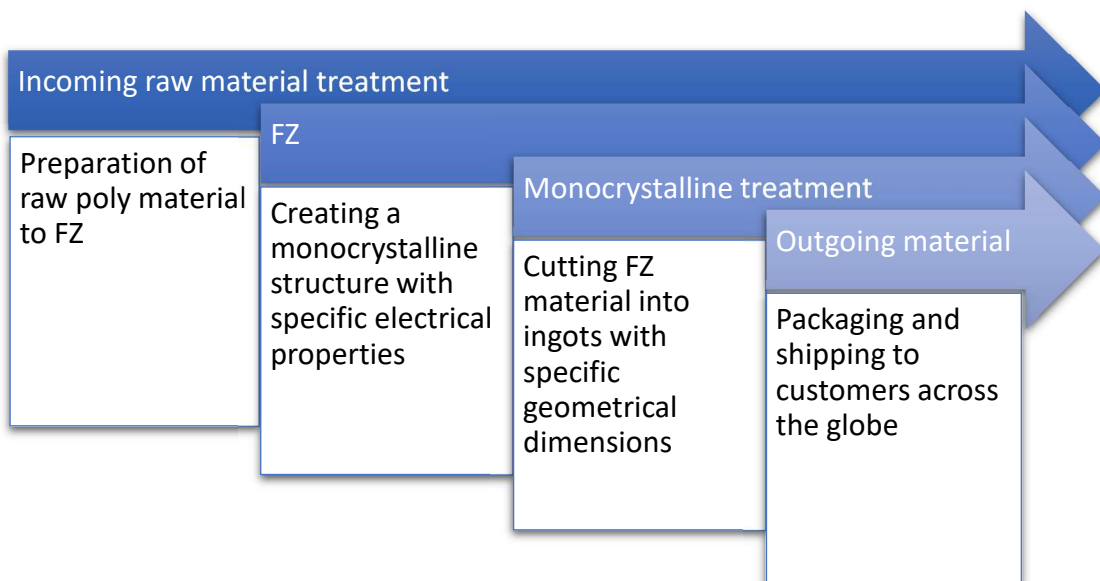 Incoming raw material treatment
Preparation of
raw poly material
to FZ
FZ
Creating a
monocrystalline
structure with
specific electrical
properties
Monocrystalline treatment
Cutting FZ
material into
ingots with
specific
geometrical
dimensions
Outgoing material
Packaging and
shipping to
customers across
the globe